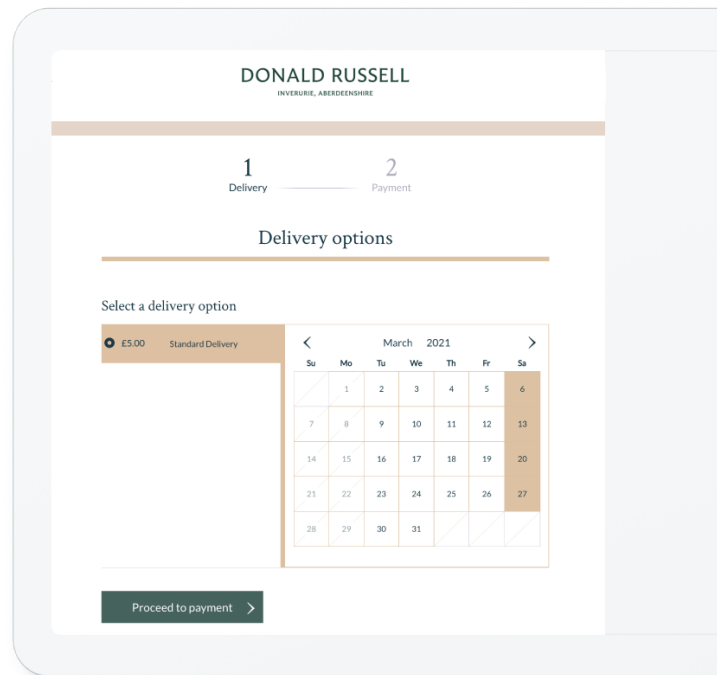 DONALD RUSSELL
INVERURIE, ABERDEENSHIRE
1 2
Delivery Payment
Delivery options
Select a delivery option
£5.00 Standard Delivery
March 2021
Su Mo Tu We Th Fr Sa
1 2 3 4 5 6
7 8 9 10 11 12 13
14 15 16 17 18 19 20
21 22 23 24 25 26 27
28 29 30 31
Proceed to payment